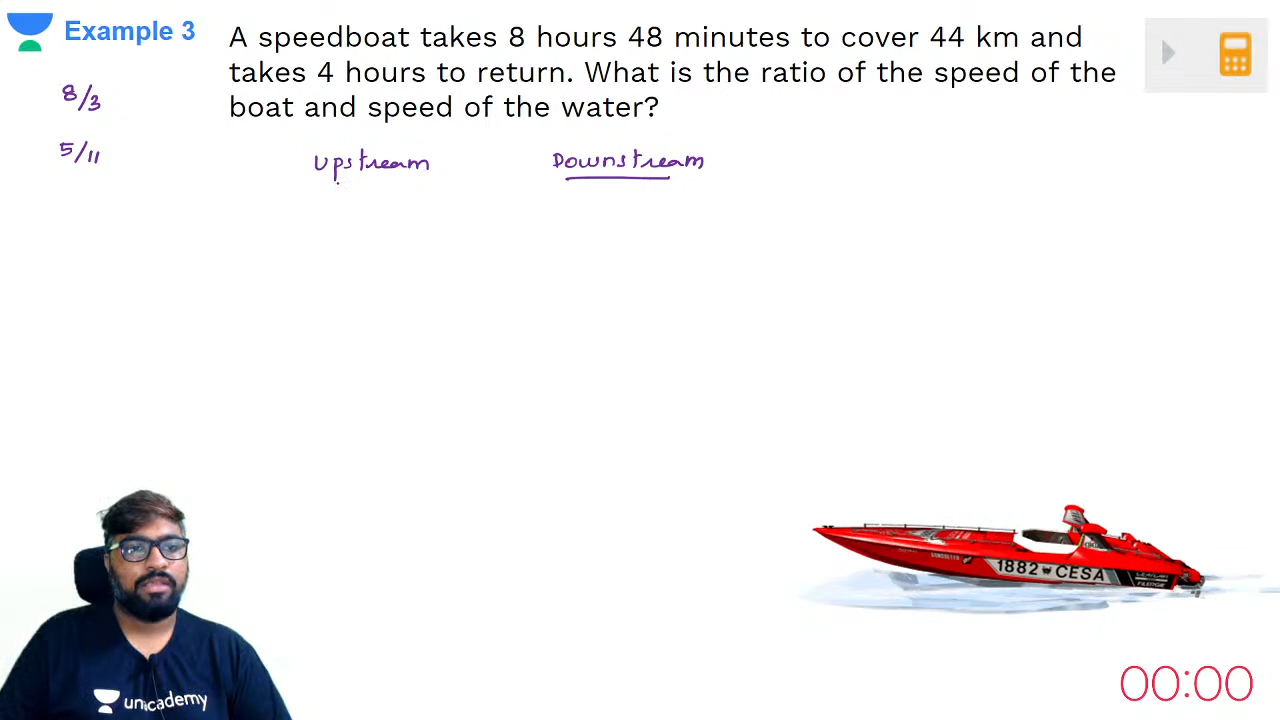 Example 3
A speedboat takes 8 hours 48 minutes to cover 44 km and
takes 4 hours to return. What is the ratio of the speed of the
boat and speed of the water?
8/3
5/11
Upstream
Downstream
1882 CESA
unacademy
00:00